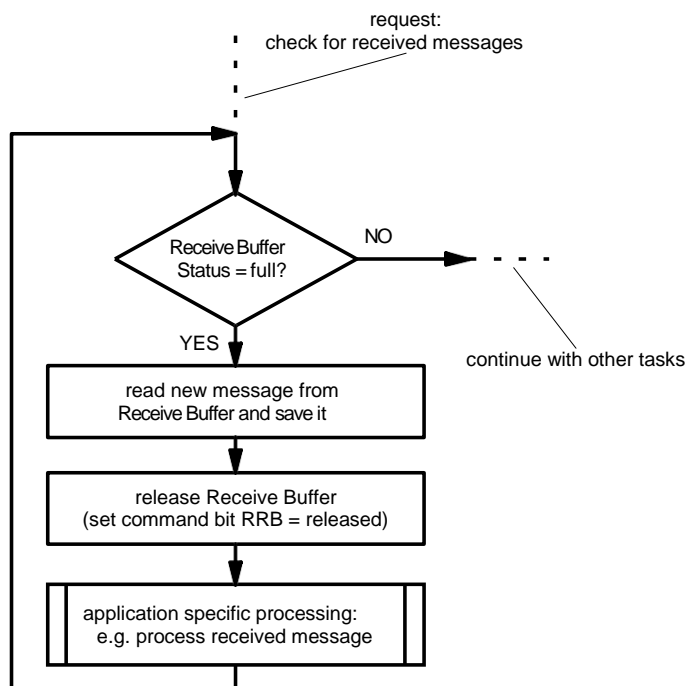 request:
check for received messages
Receive Buffer
Status = full?
NO
continue with other tasks
YES
read new message from
Receive Buffer and save it
release Receive Buffer
(set command bit RRB = released)
application specific processing:
e.g. process received message